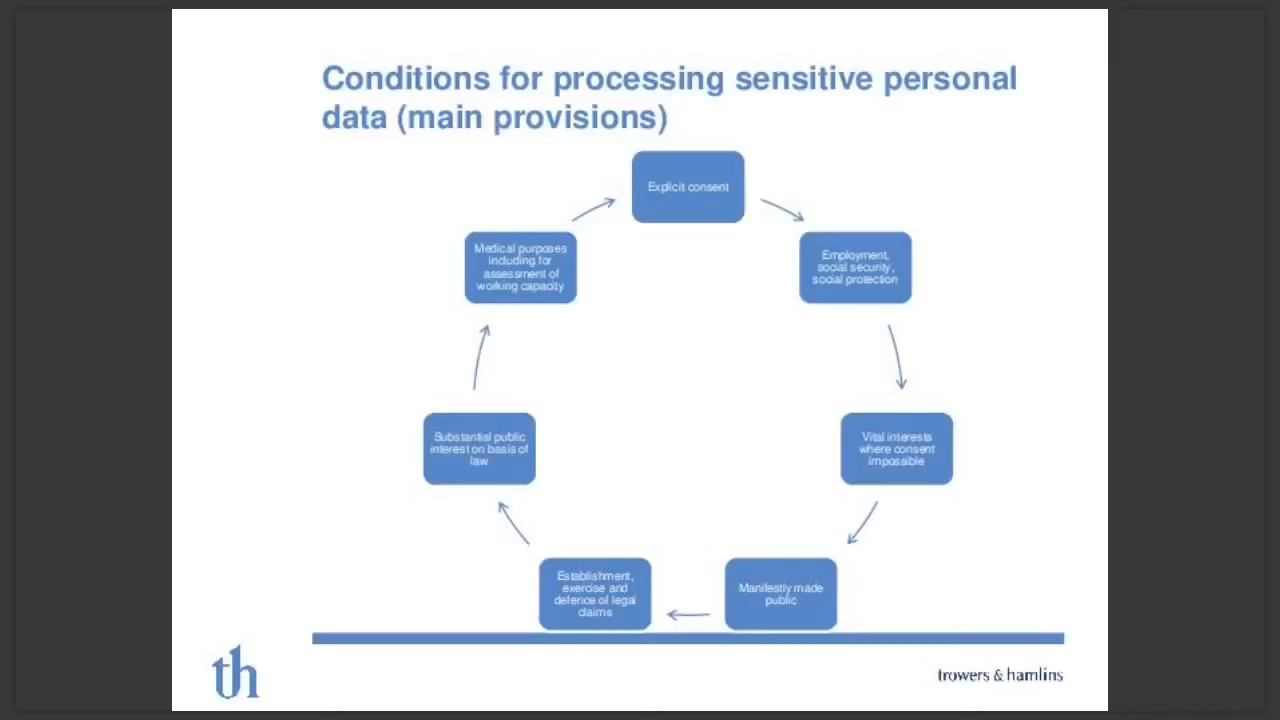 Conditions for processing sensitive personal
data (main provisions)
Explicit consent
Employment,
social security,
social protection
Vital interests
where consent
impossible
Manifestly made
public
Establishment,
exercise and
defence of legal
claims
Substantial public
interest on basis of
law
Medical purposes
including for
assessment of
working capacity
th
trowers & hamlins